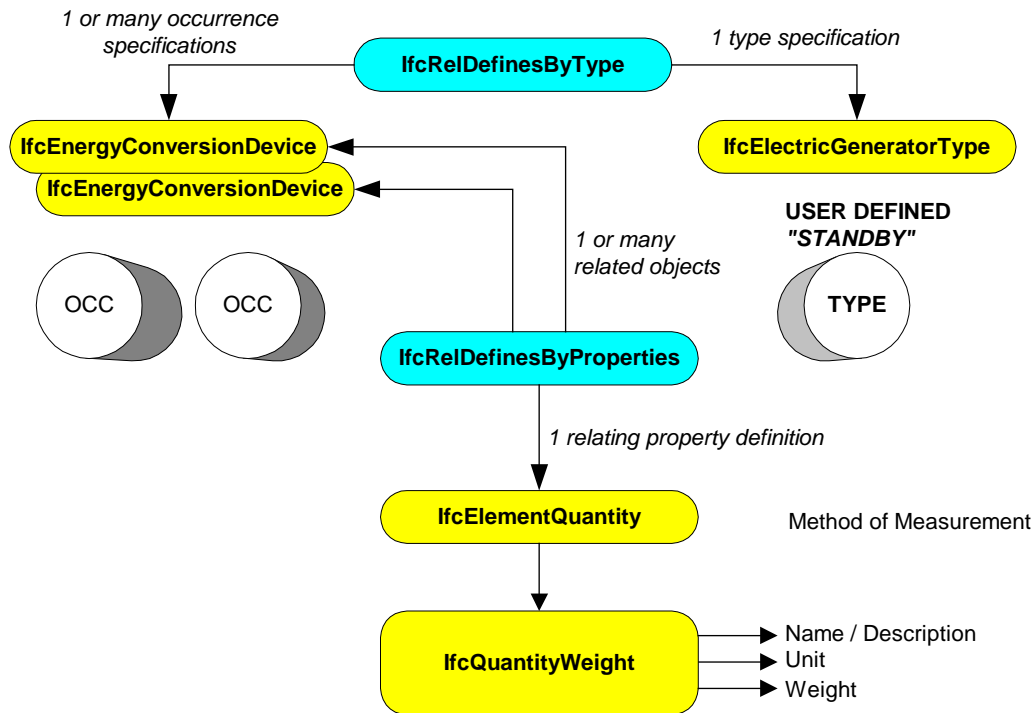 1 or many occurrence
specifications
1 type specification
IfcRelDefinesByType
IfcEnergyConversionDevice
IfcEnergyConversionDevice
IfcElectricGeneratorType
USER DEFINED
"STANDBY"
1 or many
related objects
OCC
OCC
TYPE
IfcRelDefinesByProperties
1 relating property definition
IfcElementQuantity
Method of Measurement
IfcQuantityWeight
Name / Description
Unit
Weight